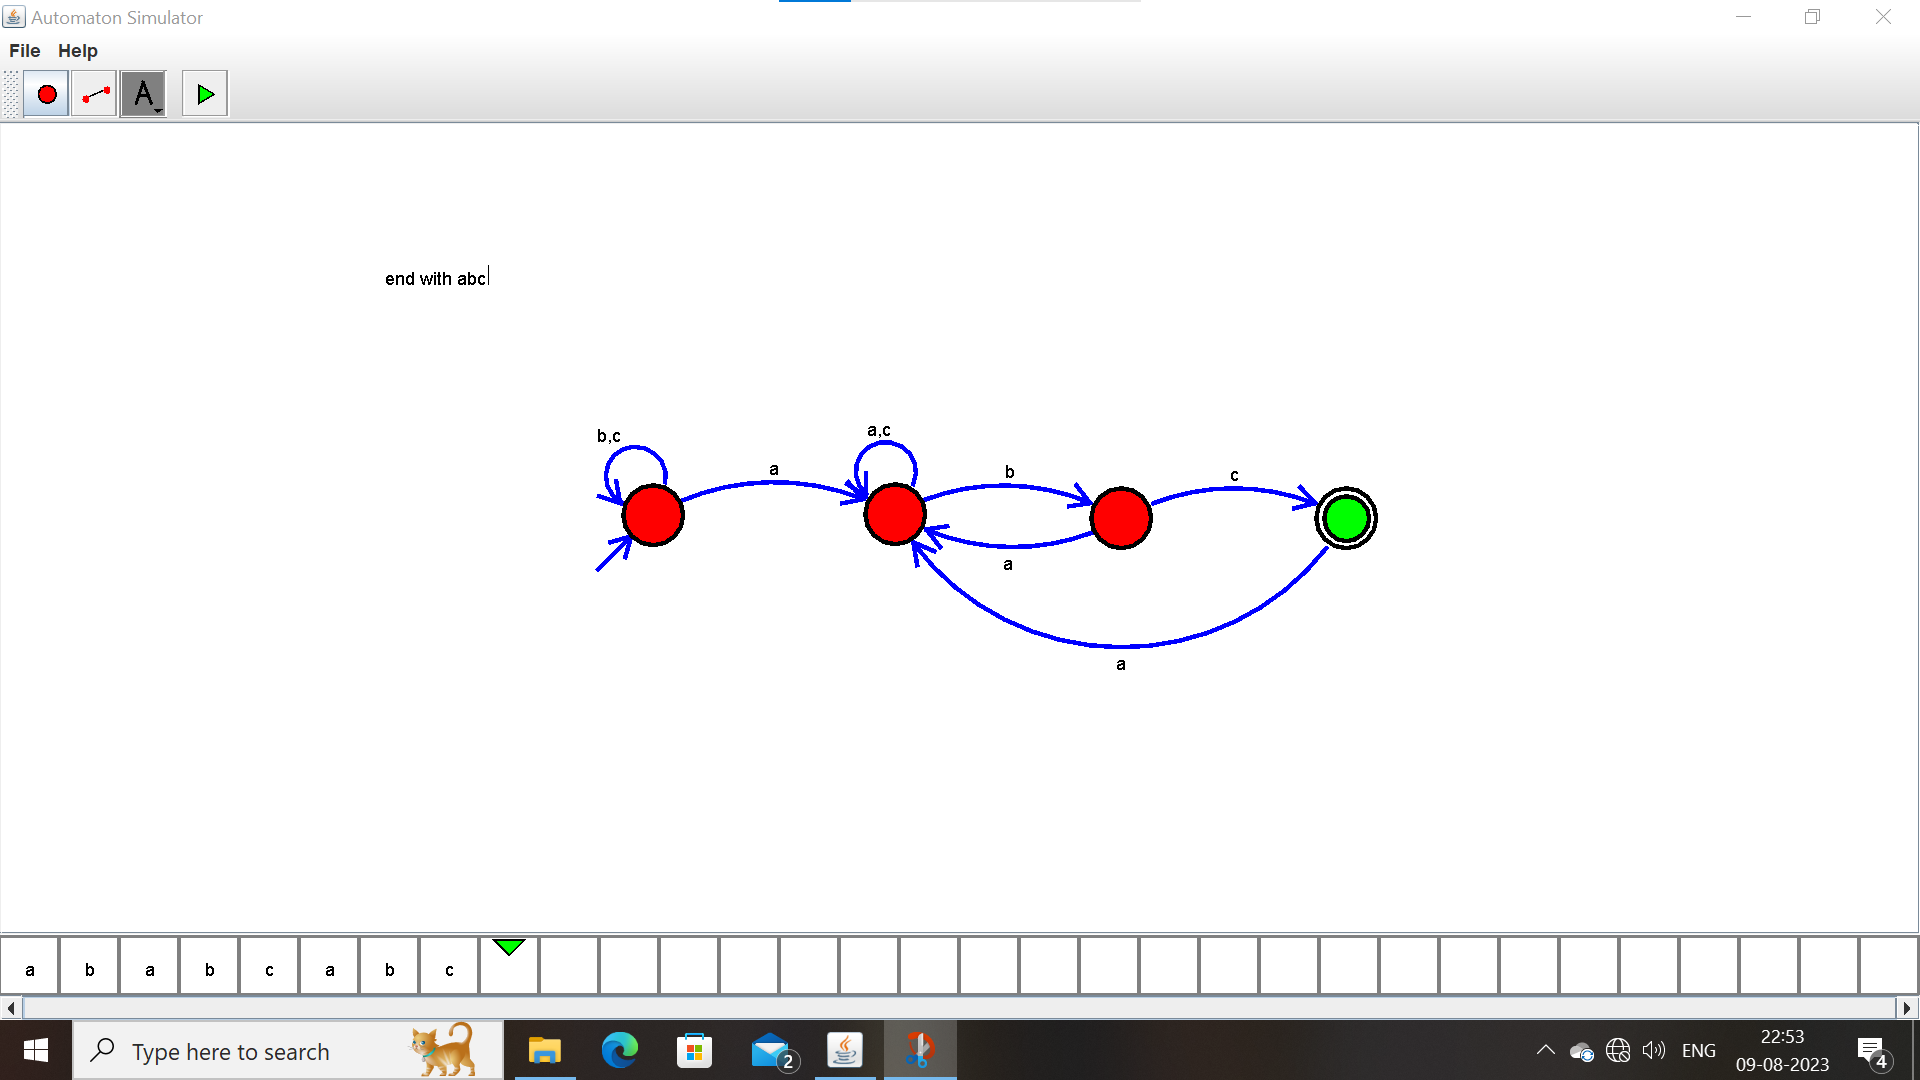 Automaton Simulator
File Help
A
end with abc
b,c
a,c
a
b
c
a
a
a b a b c a b c
Type here to search
2
ENG
22:53
09-08-2023
4